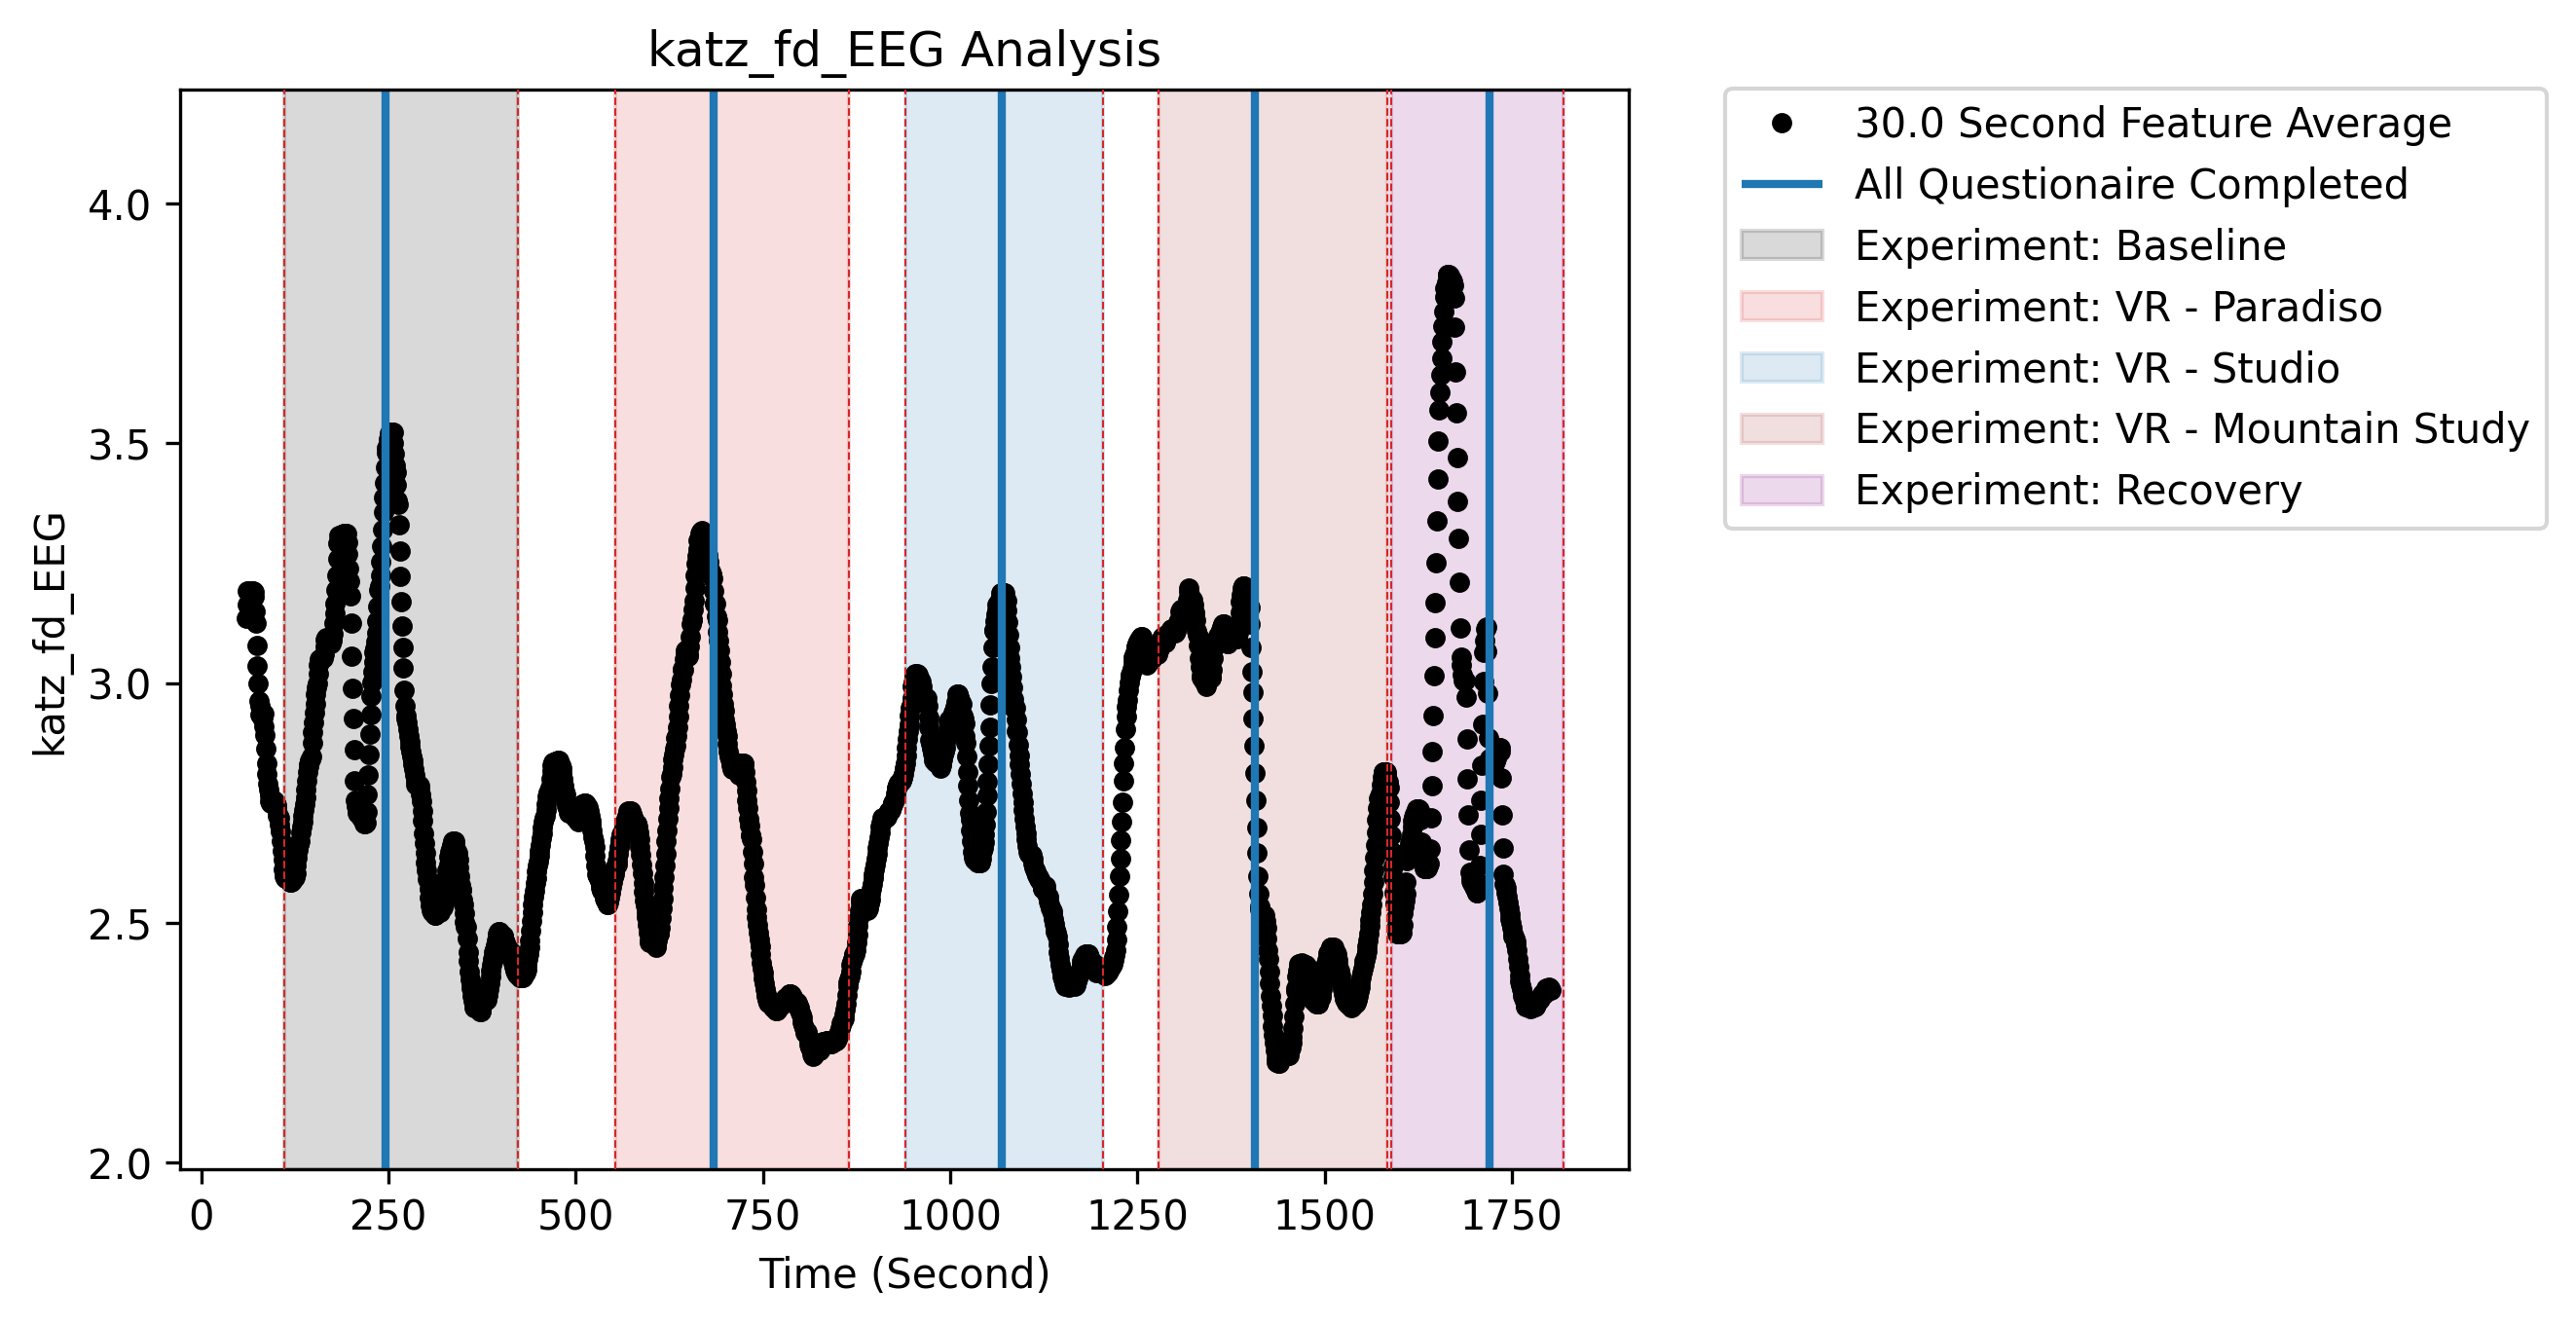 katz_fd_EEG Analysis
katz_fd_EEG
4.0
3.5
3.0
2.5
2.0
0 250 500 750 1000 1250 1500 1750
Time (Second)
30.0 Second Feature Average
All Questionaire Completed
Experiment: Baseline
Experiment: VR - Paradiso
Experiment: VR - Studio
Experiment: VR - Mountain Study
Experiment: Recovery